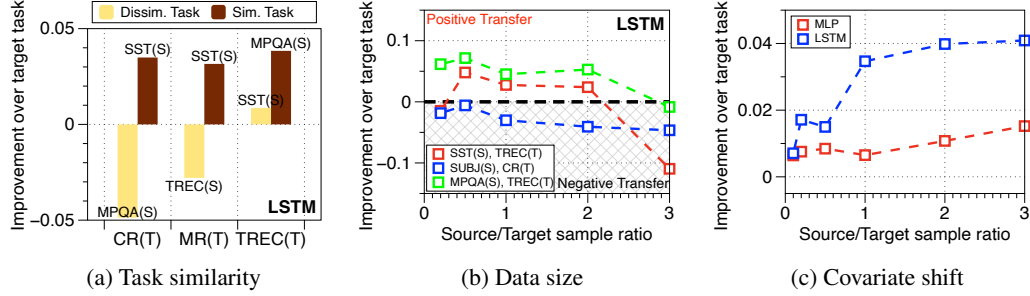 Dissim. Task
Sim. Task
Improvement over target task
0.05
0
−0.05
SST(S)
SST(S)
MPQA(S)
SST(S)
TREC(S)
MPQA(S)
LSTM
CR(T)
MR(T)
TREC(T)
(a) Task similarity
Positive Transfer
LSTM
Improvement over target task
0.1
0
−0.1
SST(S), TREC(T)
SUBJ(S), CR(T)
MPQA(S), TREC(T)
Negative Transfer
0 1 2 3
Source/Target sample ratio
(b) Data size
MLP
LSTM
Improvement over target task
0.04
0.02
0
0 1 2 3
Source/Target sample ratio
(c) Covariate shift